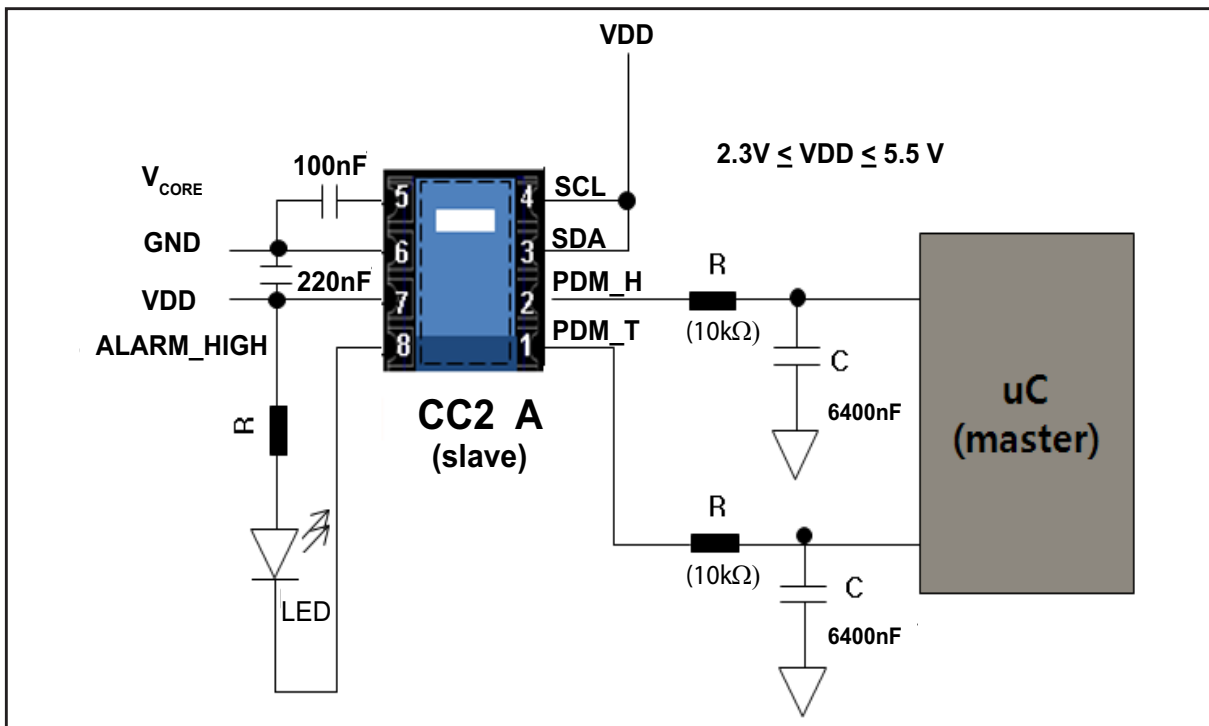 VDD
2.3V ≤ VDD ≤ 5.5 V
100nF
V_CORE
GND
220nF
VDD
ALARM_HIGH
5
6
7
8
4
3
2
1
SCL
SDA
PDM_H
PDM_T
CC2 A
(slave)
R
LED
R
(10kΩ)
C
6400nF
R
(10kΩ)
C
6400nF
uC
(master)